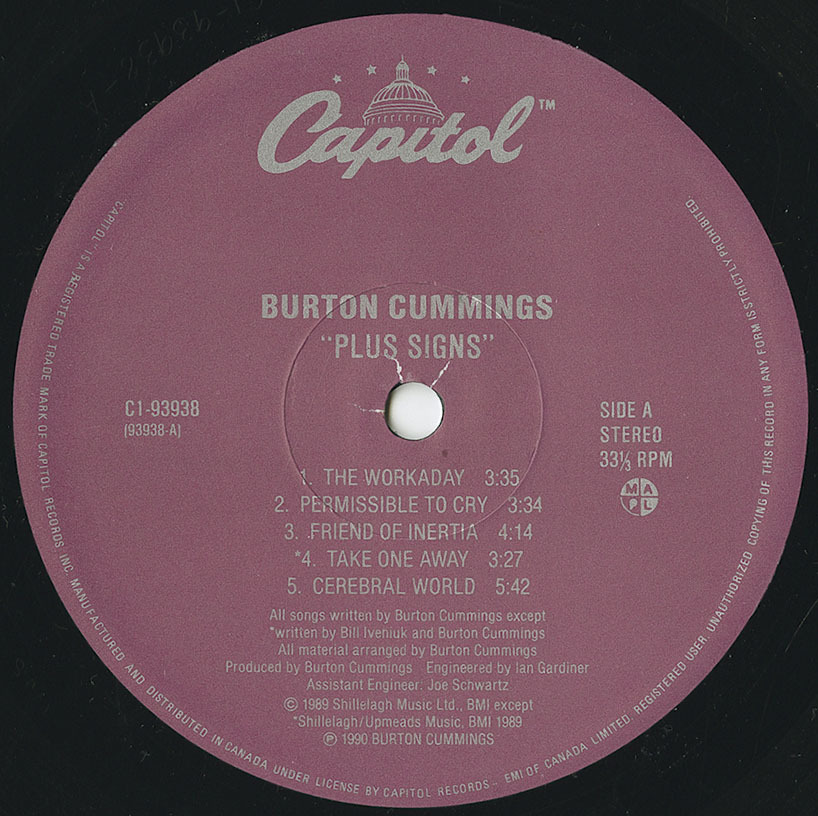 Capitol™
BURTON CUMMINGS
"PLUS SIGNS"
C1-93938
(93938-A)
SIDE A
STEREO
33⅓ RPM
M A P L
1. THE WORKADAY 3:35
2. PERMISSIBLE TO CRY 3:34
3. FRIEND OF INERTIA 4:14
*4. TAKE ONE AWAY 3:27
5. CEREBRAL WORLD 5:42
All songs written by Burton Cummings except
*written by Bill Iveniuk and Burton Cummings
All material arranged by Burton Cummings
Produced by Burton Cummings Engineered by Ian Gardiner
Assistant Engineer: Joe Schwartz
© 1989 Shillelagh Music Ltd., BMI except
*Shillelagh/Upmeads Music, BMI 1989
℗ 1990 BURTON CUMMINGS
"CAPITOL" IS A REGISTERED TRADE MARK OF CAPITOL RECORDS INC. MANUFACTURED AND DISTRIBUTED IN CANADA UNDER LICENSE BY CAPITOL RECORDS - EMI OF CANADA LIMITED. REGISTERED USER. UNAUTHORIZED COPYING OF THIS RECORD IN ANY FORM IS STRICTLY PROHIBITED.